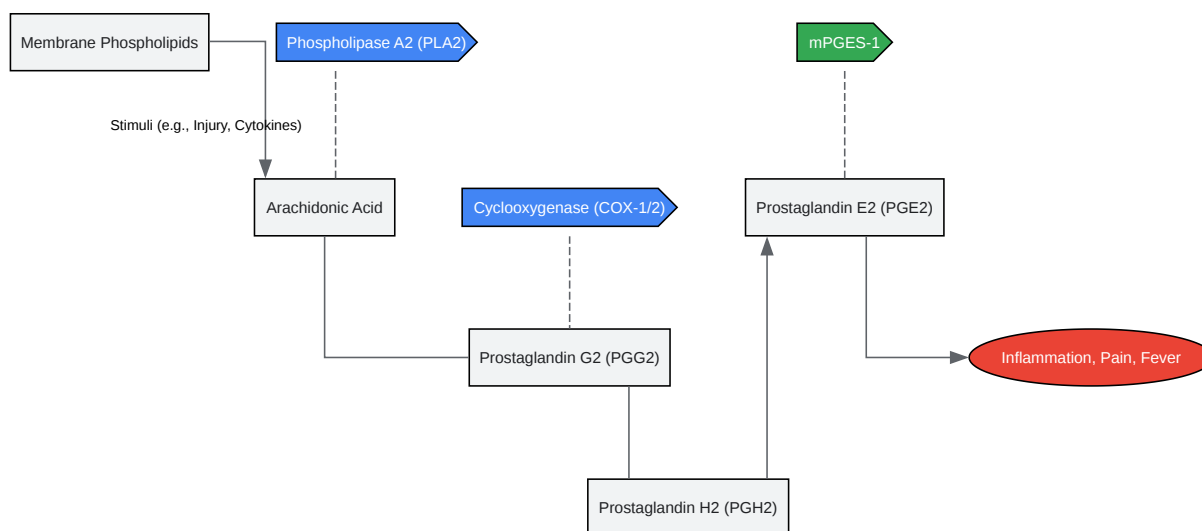 Membrane Phospholipids
Phospholipase A2 (PLA2)
mPGES-1
Stimuli (e.g., Injury, Cytokines)
Arachidonic Acid
Cyclooxygenase (COX-1/2)
Prostaglandin E2 (PGE2)
Prostaglandin G2 (PGG2)
Inflammation, Pain, Fever
Prostaglandin H2 (PGH2)